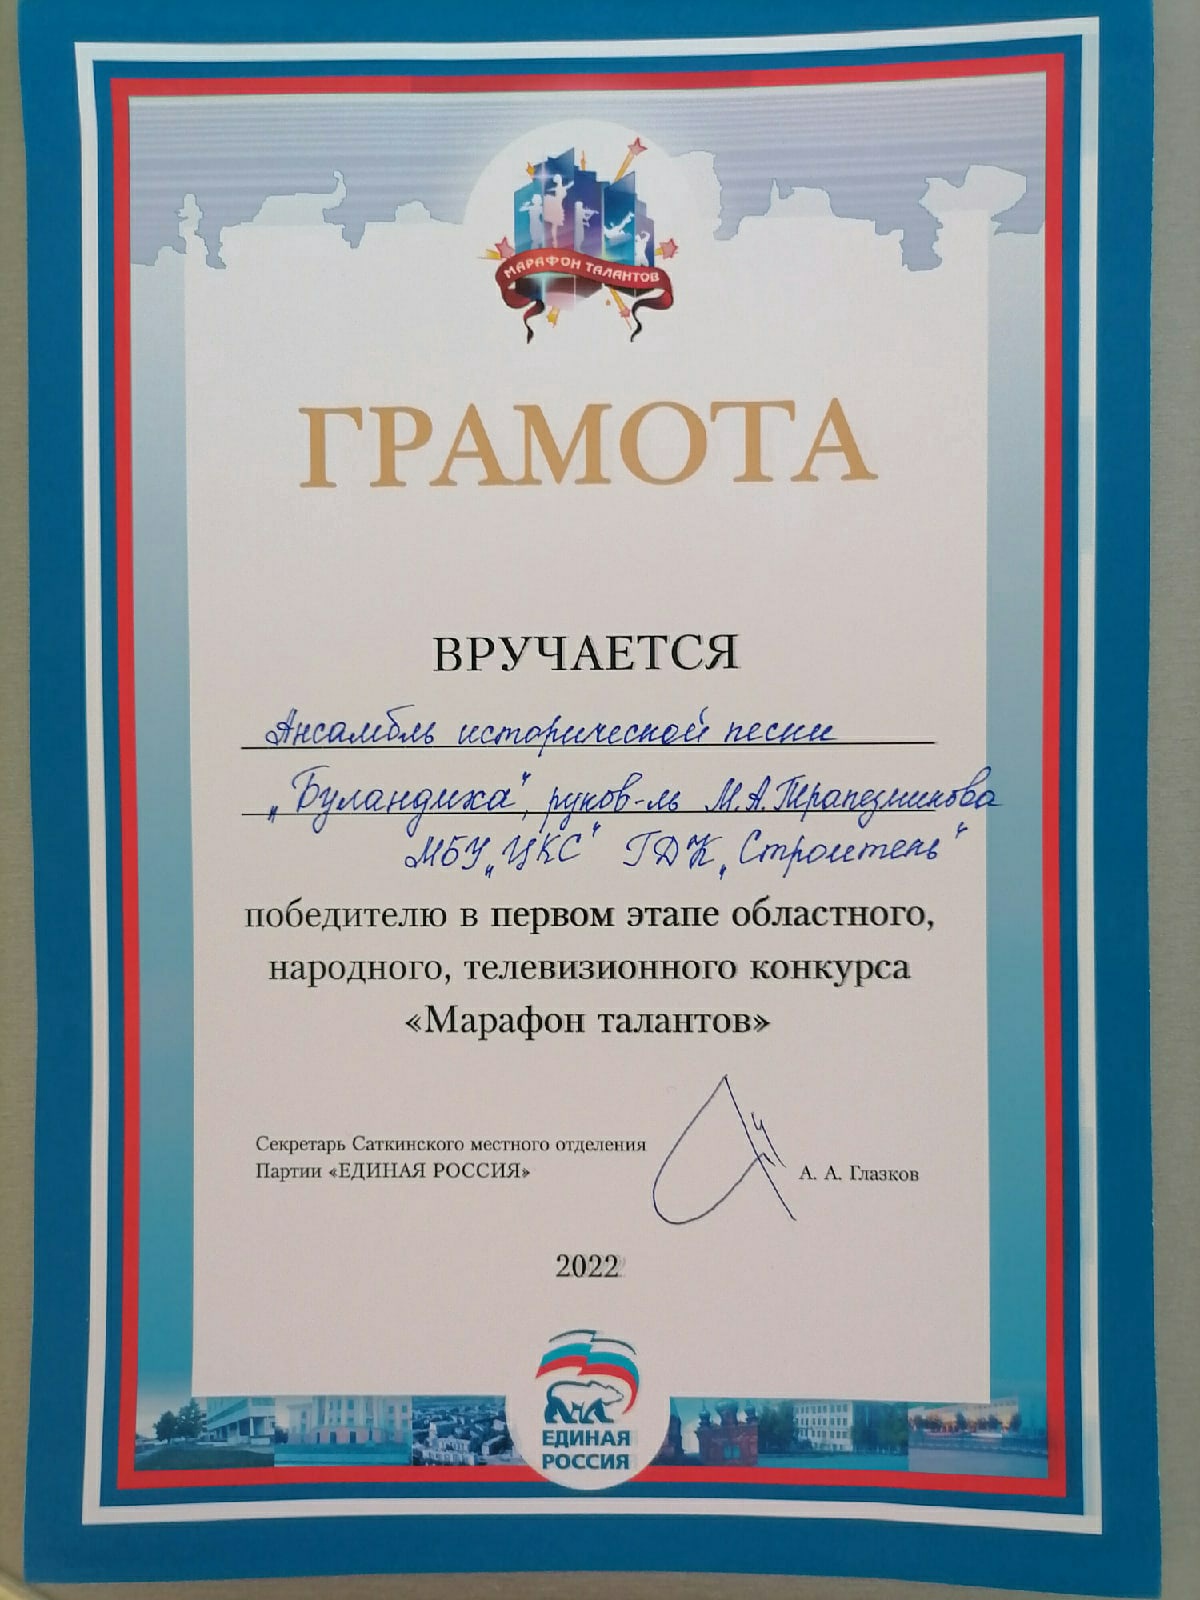 МАРАФОН ТАЛАНТОВ
ГРАМОТА
ВРУЧАЕТСЯ
Ансамбль исторической песни
„Буландиха", руков-ль М.А.Трапезникова
МБУ „ЦКС" ГДК „Строитель"
победителю в первом этапе областного,
народного, телевизионного конкурса
«Марафон талантов»
Секретарь Саткинского местного отделения
Партии «ЕДИНАЯ РОССИЯ»
А. А. Глазков
2022
ЕДИНАЯ
РОССИЯ